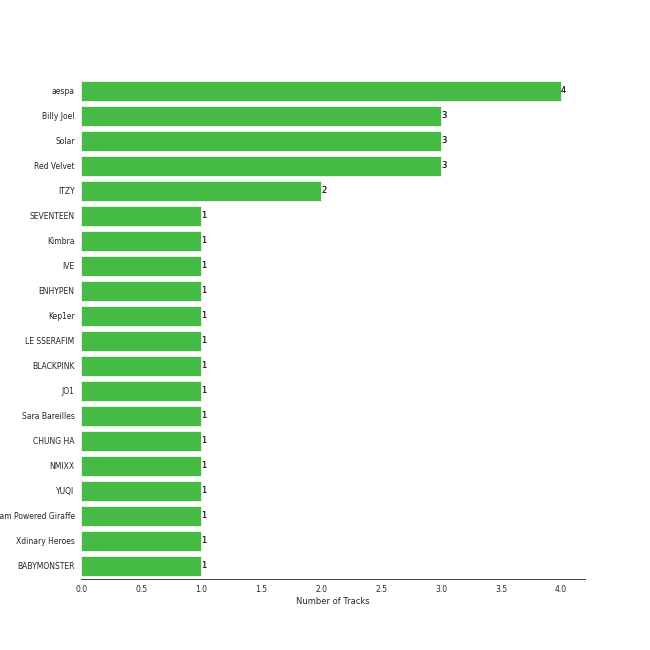 aespa 4
Billy Joel 3
Solar 3
Red Velvet 3
ITZY 2
SEVENTEEN 1
Kimbra 1
IVE 1
ENHYPEN 1
Kep1er 1
LE SSERAFIM 1
BLACKPINK 1
JO1 1
Sara Bareilles 1
CHUNG HA 1
NMIXX 1
YUQI 1
am Powered Giraffe 1
Xdinary Heroes 1
BABYMONSTER 1
0.0 0.5 1.0 1.5 2.0 2.5 3.0 3.5 4.0
Number of Tracks